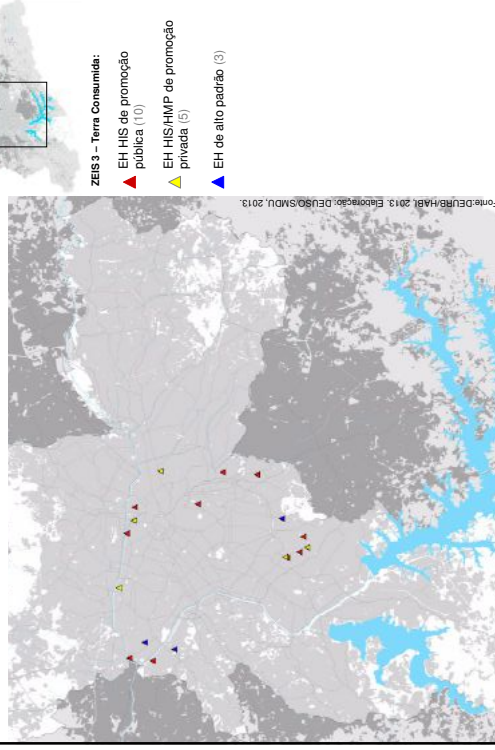 ZEIS 3 – Terra Consumida:
EH HIS de promoção
pública (10)
EH HIS/HMP de promoção
privada (5)
EH de alto padrão (3)
Fonte:DEURB/HABI, 2013. Elaboração: DEUSO/SMDU, 2013.